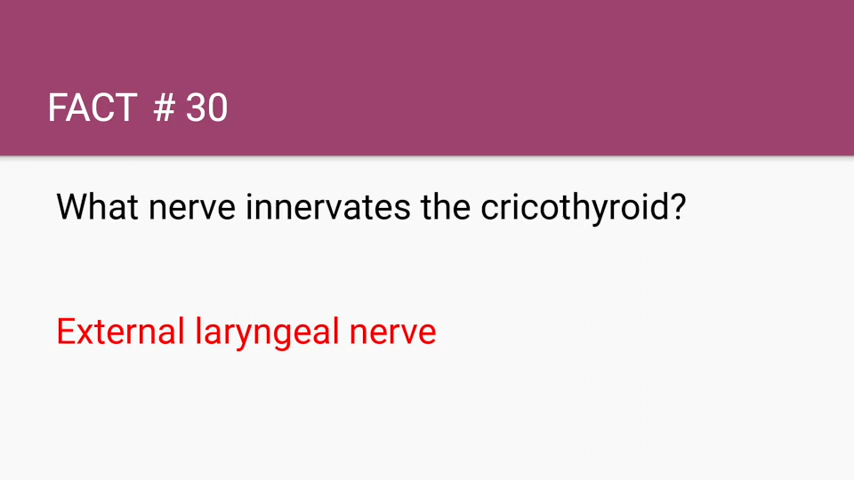 FACT # 30
What nerve innervates the cricothyroid?
External laryngeal nerve